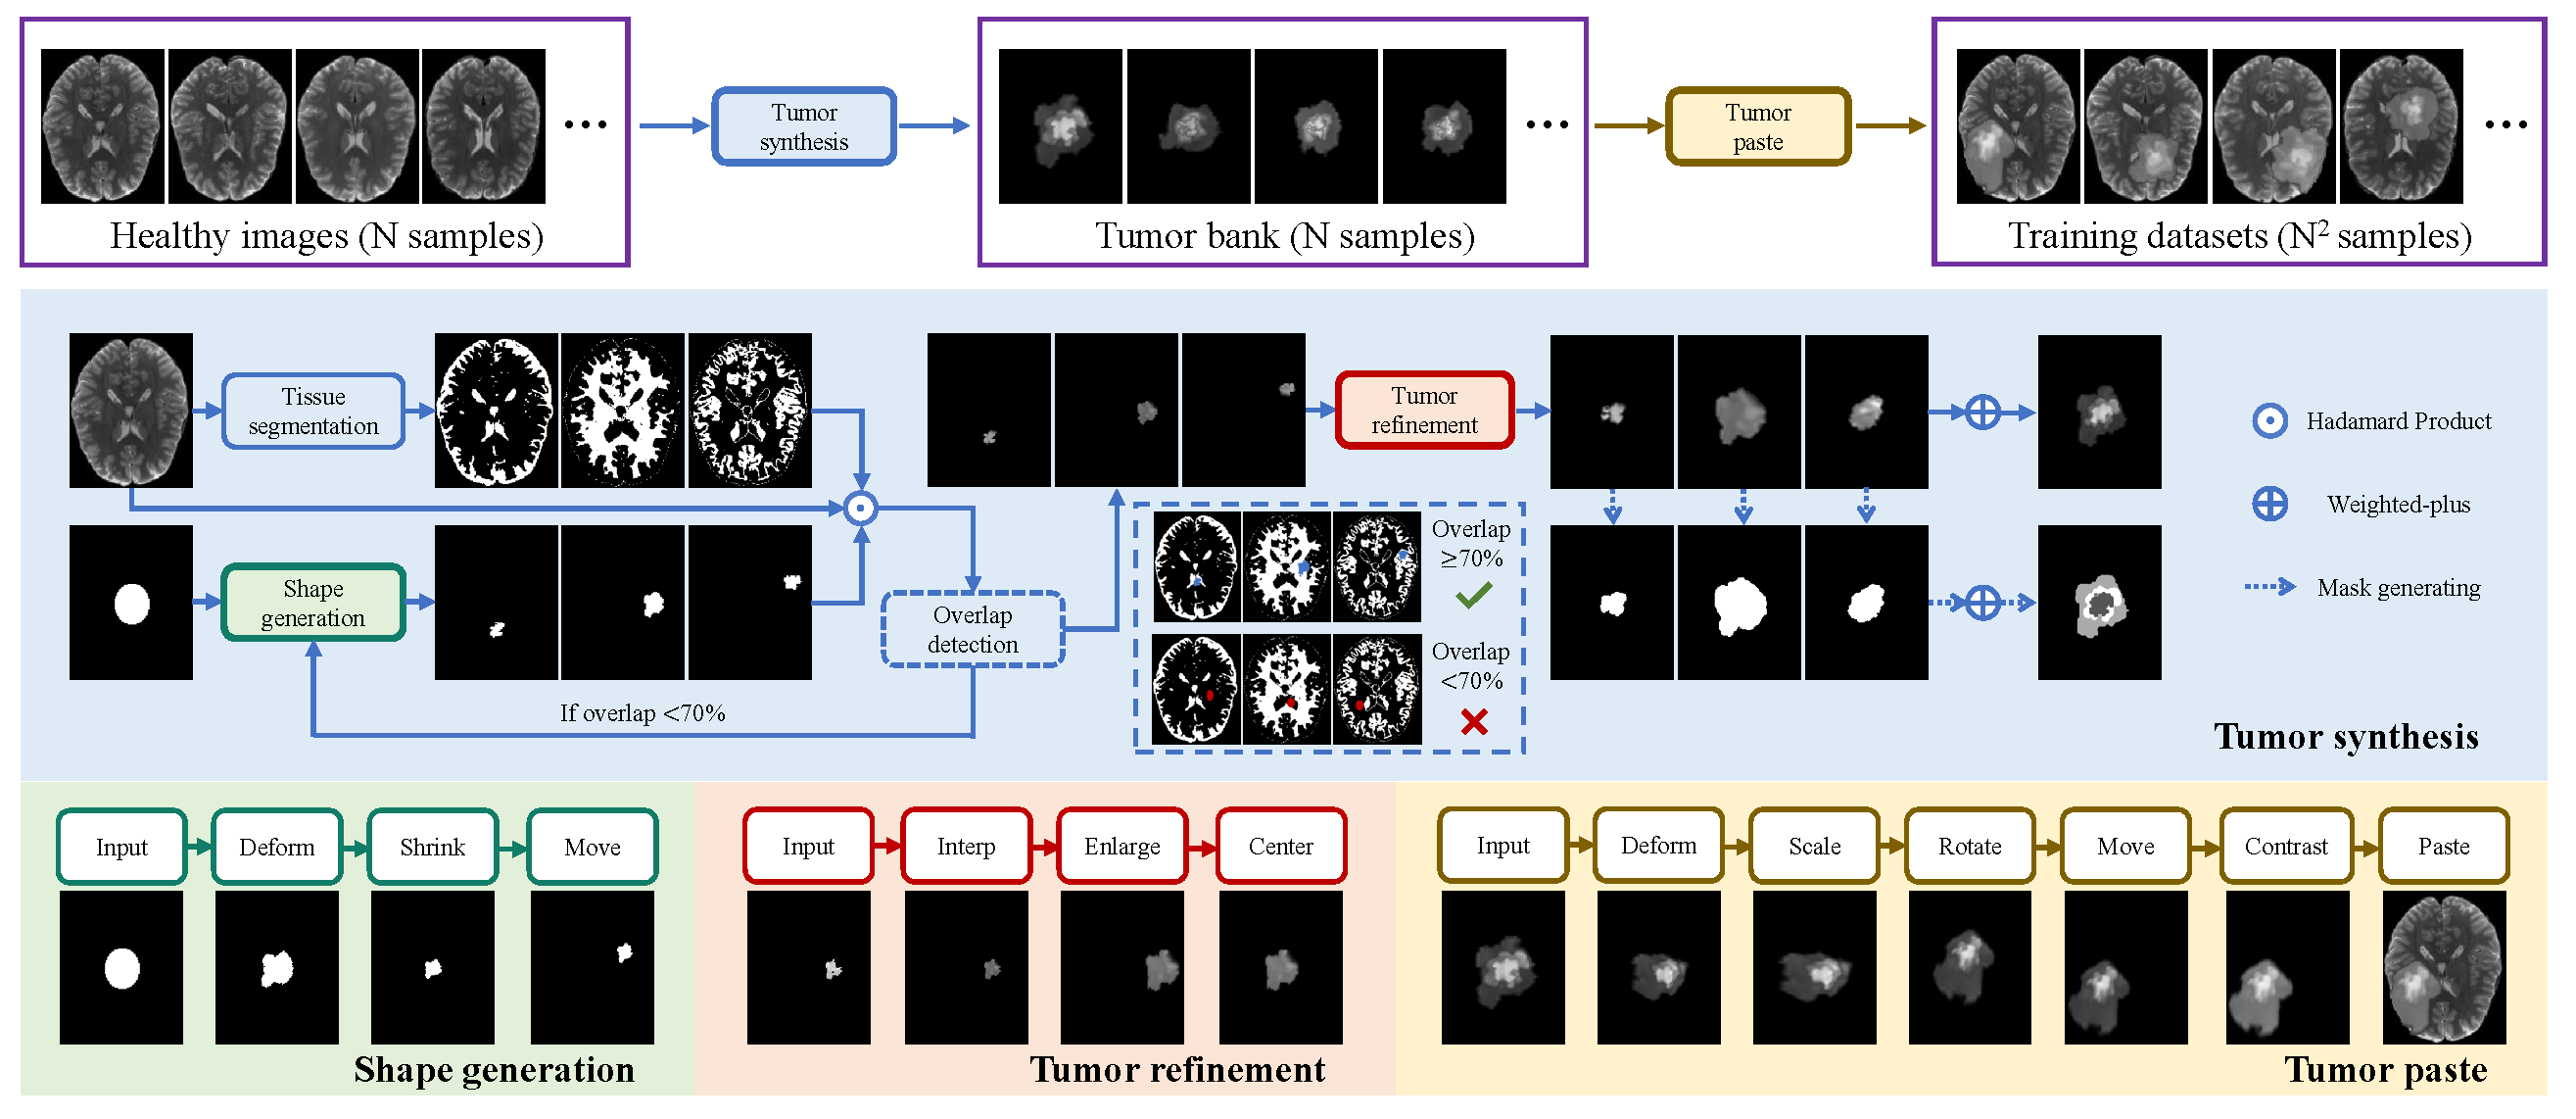 Healthy images (N samples)
Tumor
synthesis
Tumor bank (N samples)
Tumor
paste
Training datasets (N² samples)
Tissue
segmentation
Shape
generation
If overlap <70%
Overlap
detection
Overlap
≥70%
Overlap
<70%
Tumor
refinement
Hadamard Product
Weighted-plus
Mask generating
Tumor synthesis
Input
Deform
Shrink
Move
Shape generation
Input
Interp
Enlarge
Center
Tumor refinement
Input
Deform
Scale
Rotate
Move
Contrast
Paste
Tumor paste